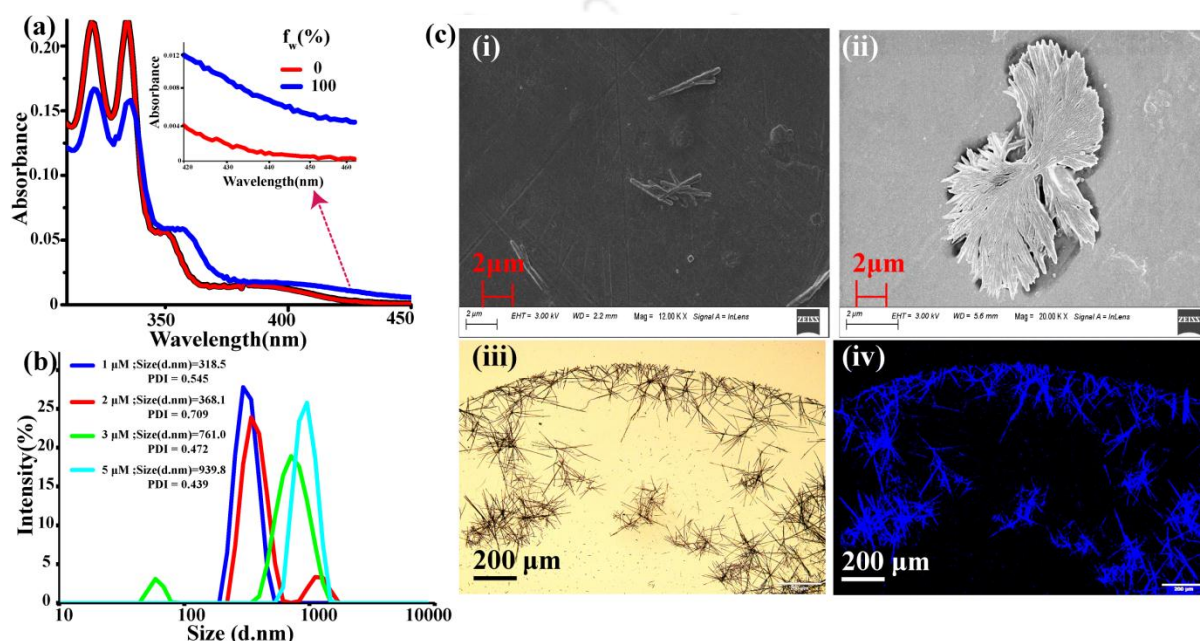 (a)
0.20
0.15
0.10
0.05
0
Absorbance
350
400
450
Wavelength(nm)
f_w(%)
0
100
0.012
0.008
0.004
0
Absorbance
420
430
440
450
460
Wavelength(nm)
(b)
1 µM ;Size(d.nm)=318.5
PDI = 0.545
2 µM ;Size(d.nm)=368.1
PDI = 0.709
3 µM ;Size(d.nm)=761.0
PDI = 0.472
5 µM ;Size(d.nm)=939.8
PDI = 0.439
25
20
15
10
5
0
Intensity(%)
10
100
1000
10000
Size (d.nm)
(c)
(i)
2µm
2 µm EHT = 3.00 kV WD = 2.2 mm Mag = 12.00 K X Signal A = InLens ZEISS
(ii)
2µm
2 µm EHT = 3.00 kV WD = 5.6 mm Mag = 20.00 K X Signal A = InLens ZEISS
(iii)
200 µm
(iv)
200 µm
200 µm